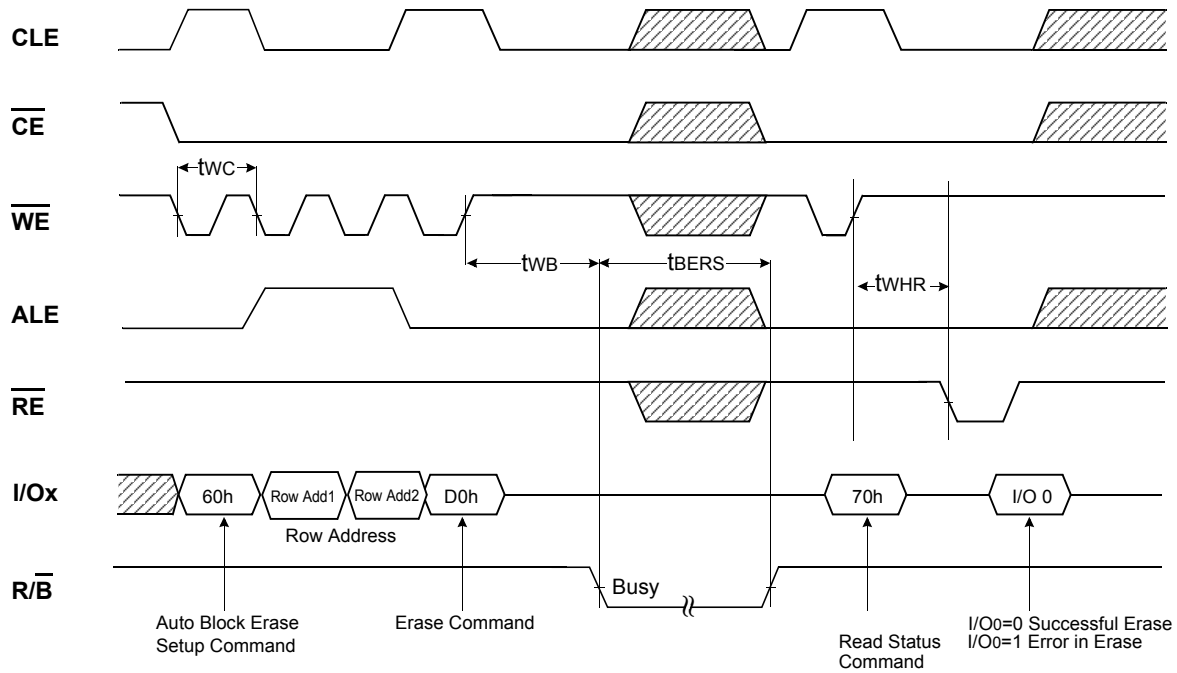 CLE
CE
tWC
WE
tWB
tBERS
tWHR
ALE
RE
I/Ox
60h
Row Add1
Row Add2
D0h
70h
I/O 0
Row Address
R/B
Busy
Auto Block Erase
Setup Command
Erase Command
Read Status
Command
I/O0=0 Successful Erase
I/O0=1 Error in Erase